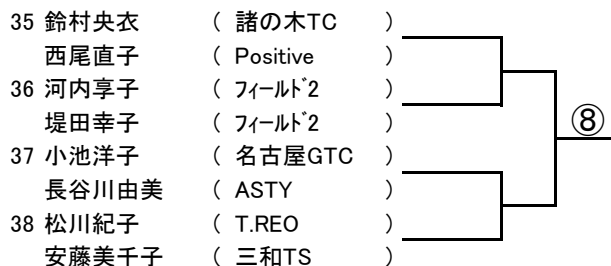 35 鈴村央衣 ( 諸の木TC )
西尾直子 ( Positive )
36 河内享子 ( フィールド2 )
堤田幸子 ( フィールド2 )
⑧
37 小池洋子 ( 名古屋GTC )
長谷川由美 ( ASTY )
38 松川紀子 ( T.REO )
安藤美千子 ( 三和TS )